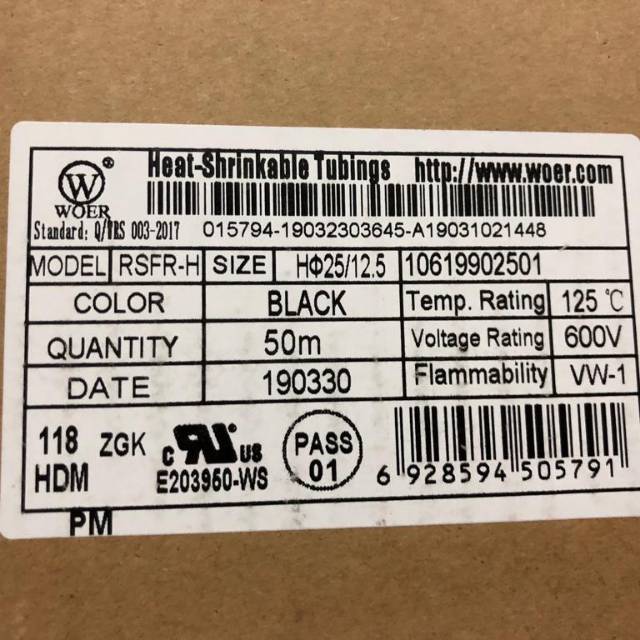 W ®
WOER
Heat-Shrinkable Tubings http://www.woer.com
Standard: Q/WRS 003-2017 015794-19032303645-A19031021448
MODEL RSFR-H SIZE HΦ25/12.5 10619902501
COLOR BLACK Temp. Rating 125 ℃
QUANTITY 50m Voltage Rating 600V
DATE 190330 Flammability VW-1
118 ZGK c RU us PASS
HDM E203950-WS 01 6 928594 505791
PM